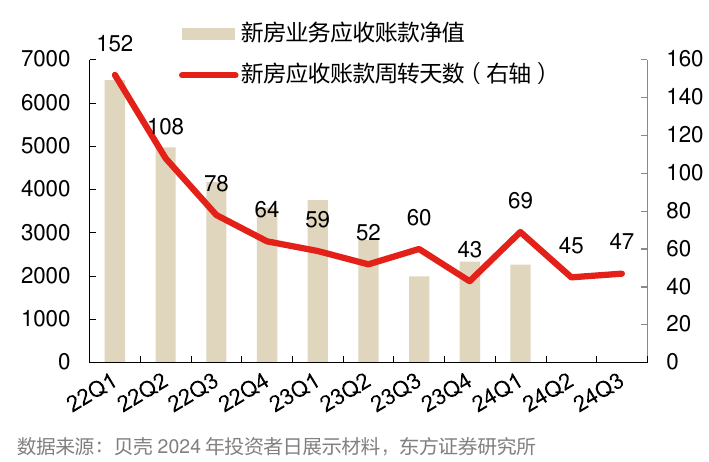 新房业务应收账款净值
新房应收账款周转天数（右轴）
7000
6000
5000
4000
3000
2000
1000
0
160
140
120
100
80
60
40
20
0
152
108
78
64
59
52
60
43
69
45
47
22Q1
22Q2
22Q3
22Q4
23Q1
23Q2
23Q3
23Q4
24Q1
24Q2
24Q3
数据来源：贝壳 2024 年投资者日展示材料，东方证券研究所